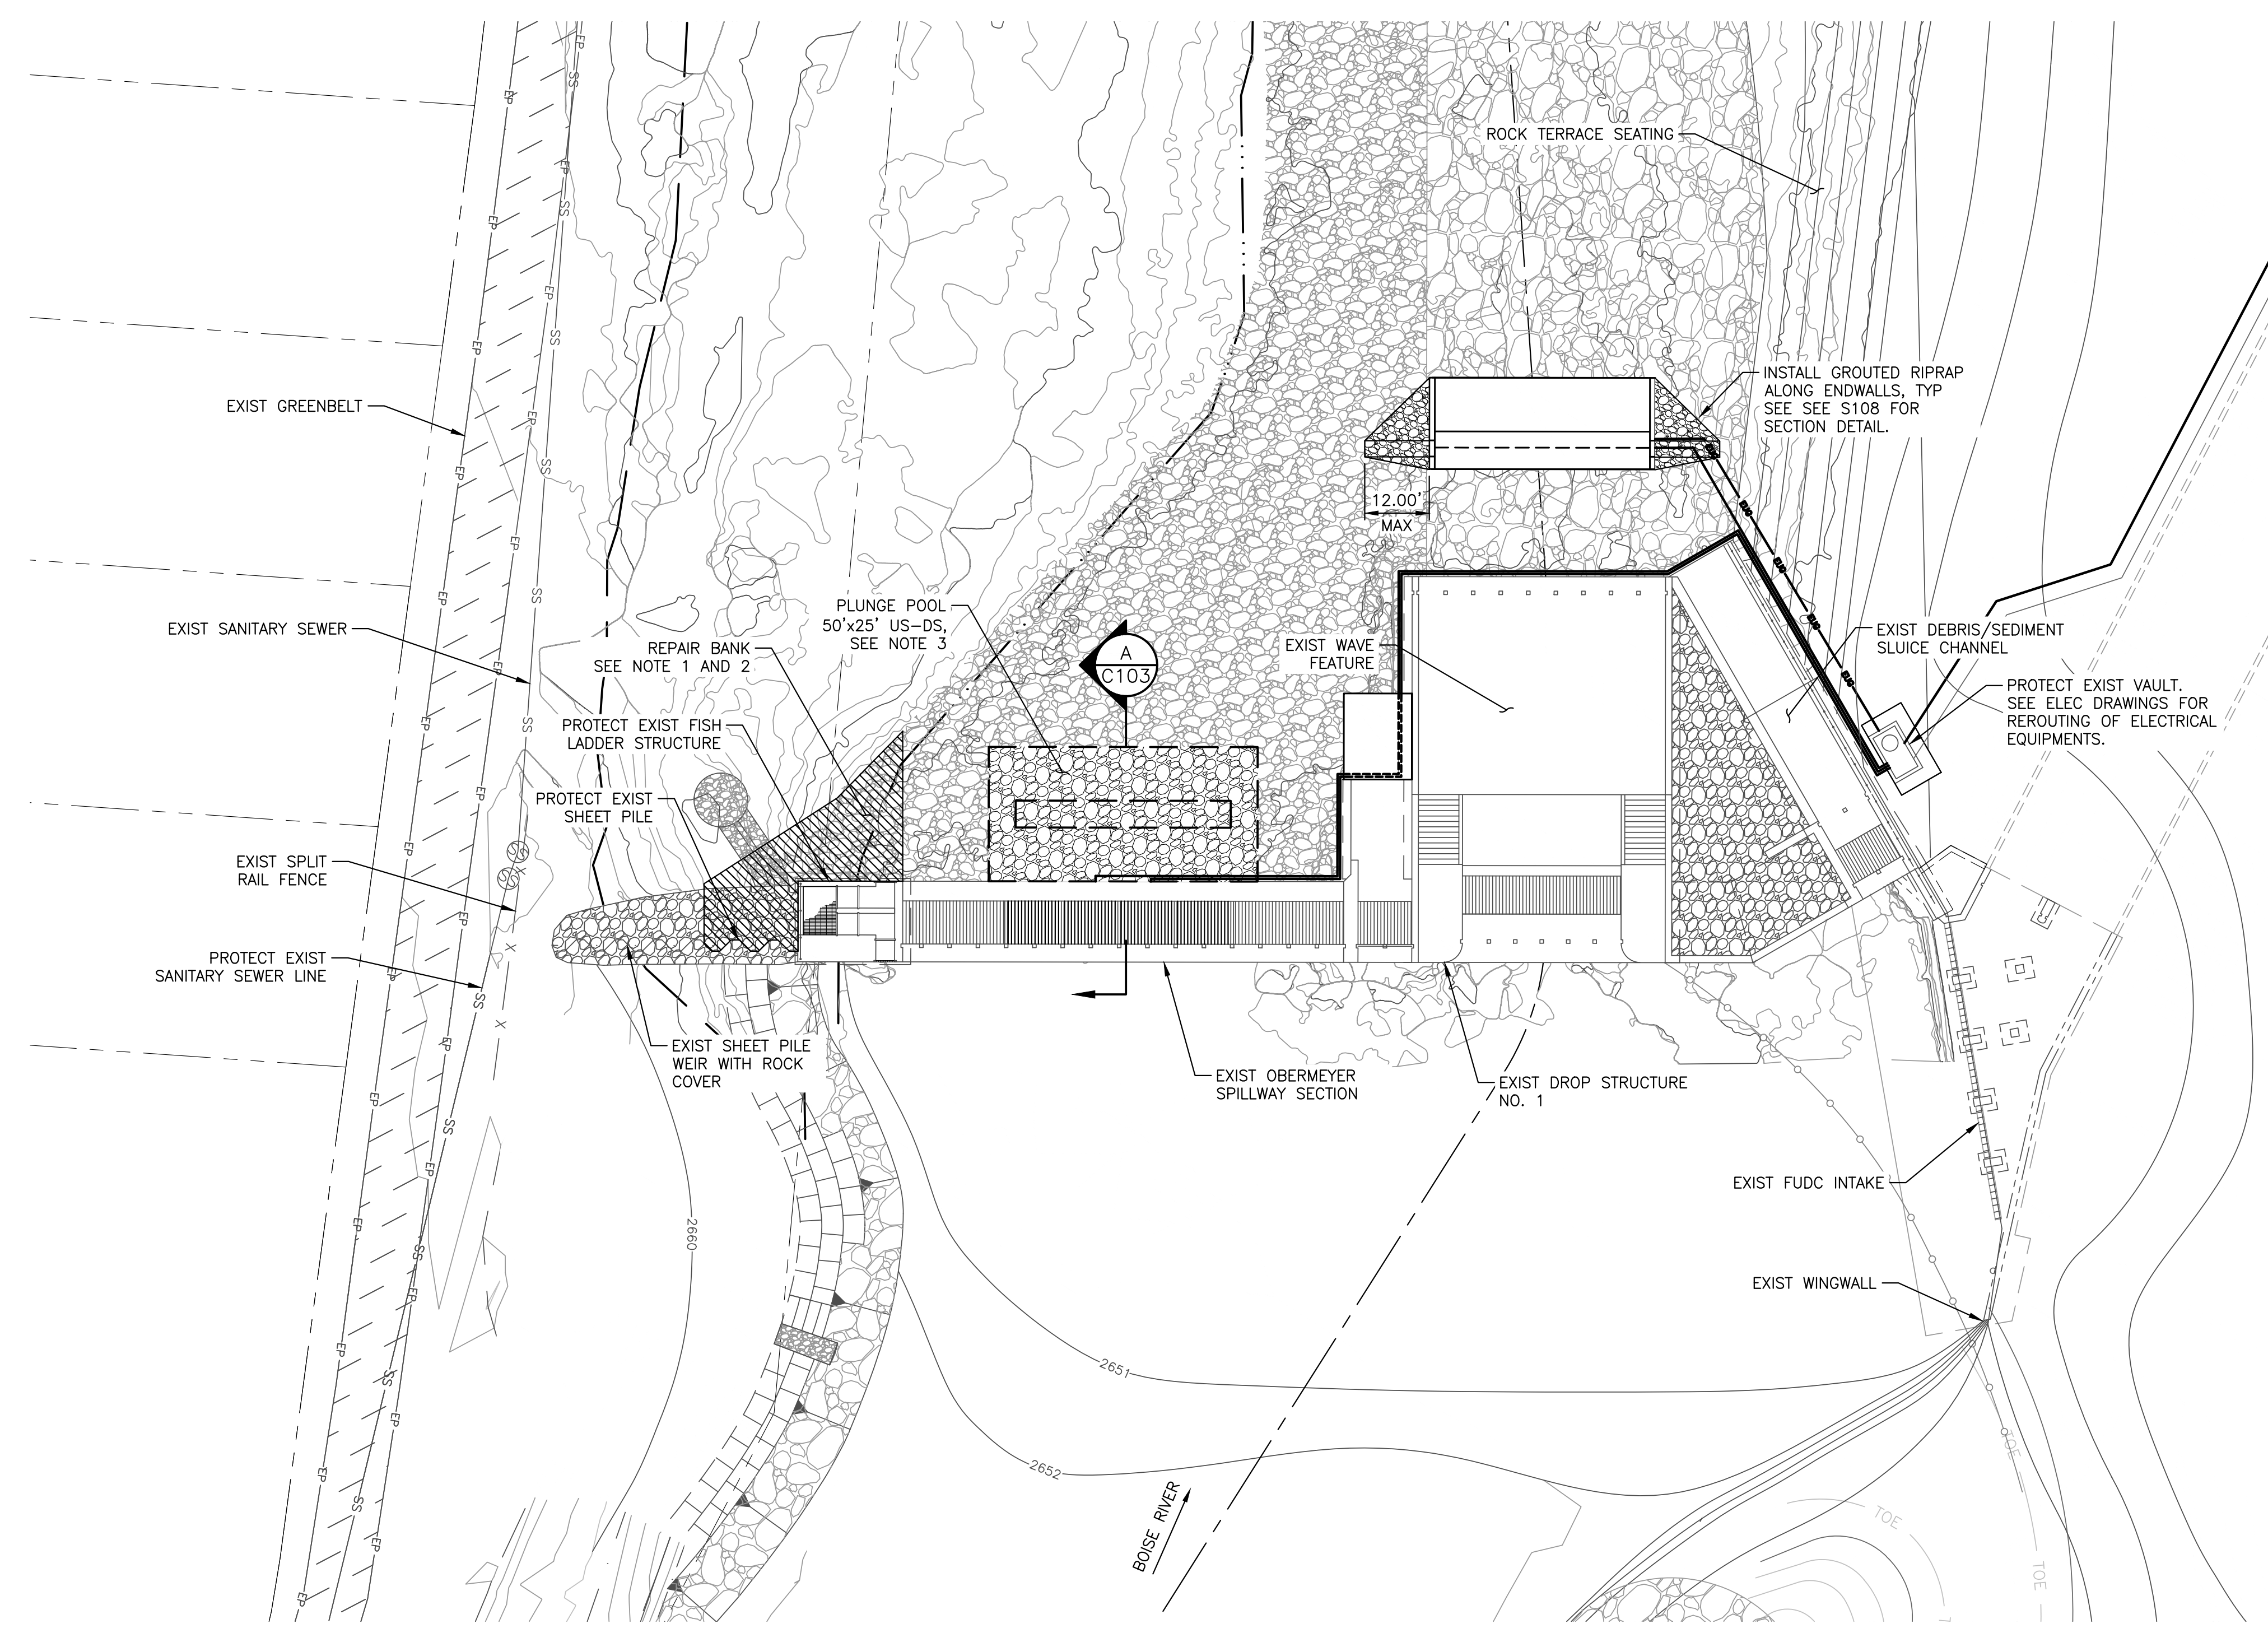 ROCK TERRACE SEATING
INSTALL GROUTED RIPRAP
ALONG ENDWALLS, TYP
SEE SEE S108 FOR
SECTION DETAIL.
EXIST GREENBELT
12.00'
MAX
PLUNGE POOL
50'x25' US-DS,
SEE NOTE 3
EXIST SANITARY SEWER
REPAIR BANK
SEE NOTE 1 AND 2
A
C103
EXIST WAVE
FEATURE
EXIST DEBRIS/SEDIMENT
SLUICE CHANNEL
PROTECT EXIST VAULT.
SEE ELEC DRAWINGS FOR
REROUTING OF ELECTRICAL
EQUIPMENTS.
PROTECT EXIST FISH
LADDER STRUCTURE
PROTECT EXIST
SHEET PILE
EXIST SPLIT
RAIL FENCE
PROTECT EXIST
SANITARY SEWER LINE
EXIST SHEET PILE
WEIR WITH ROCK
COVER
EXIST OBERMEYER
SPILLWAY SECTION
EXIST DROP STRUCTURE
NO. 1
EXIST FUDC INTAKE
2660
EXIST WINGWALL
2651
2652
BOISE RIVER
TOE
TOE
TOE
EP
SS
X